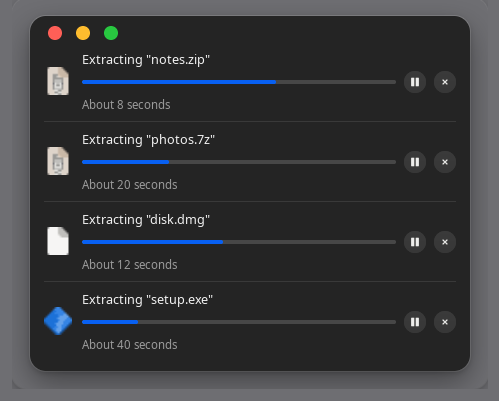 Extracting "notes.zip"
About 8 seconds
Extracting "photos.7z"
About 20 seconds
Extracting "disk.dmg"
About 12 seconds
Extracting "setup.exe"
About 40 seconds